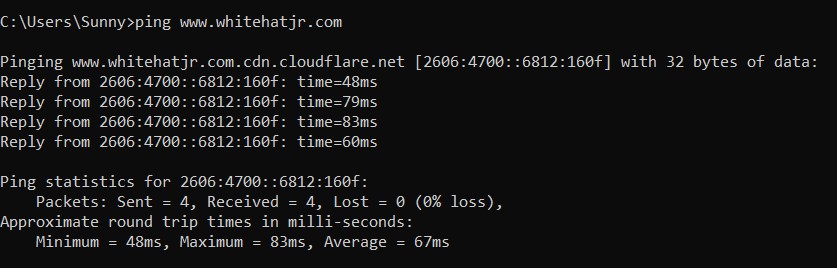 C:\Users\Sunny>ping www.whitehatjr.com
Pinging www.whitehatjr.com.cdn.cloudflare.net [2606:4700::6812:160f] with 32 bytes of data:
Reply from 2606:4700::6812:160f: time=48ms
Reply from 2606:4700::6812:160f: time=79ms
Reply from 2606:4700::6812:160f: time=83ms
Reply from 2606:4700::6812:160f: time=60ms
Ping statistics for 2606:4700::6812:160f:
    Packets: Sent = 4, Received = 4, Lost = 0 (0% loss),
Approximate round trip times in milli-seconds:
    Minimum = 48ms, Maximum = 83ms, Average = 67ms